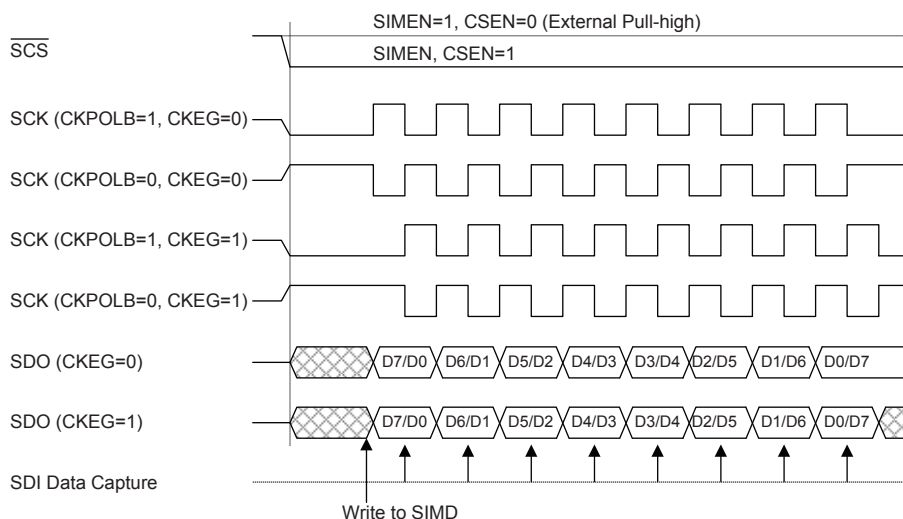 SIMEN=1, CSEN=0 (External Pull-high)
SCS
SIMEN, CSEN=1
SCK (CKPOLB=1, CKEG=0)
SCK (CKPOLB=0, CKEG=0)
SCK (CKPOLB=1, CKEG=1)
SCK (CKPOLB=0, CKEG=1)
SDO (CKEG=0) D7/D0 D6/D1 D5/D2 D4/D3 D3/D4 D2/D5 D1/D6 D0/D7
SDO (CKEG=1) D7/D0 D6/D1 D5/D2 D4/D3 D3/D4 D2/D5 D1/D6 D0/D7
SDI Data Capture
Write to SIMD